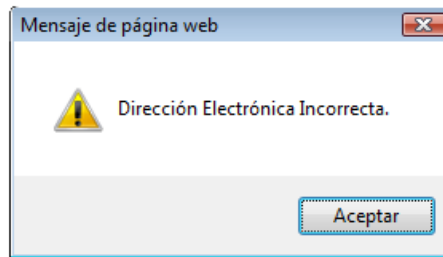 Mensaje de página web
Dirección Electrónica Incorrecta.
Aceptar